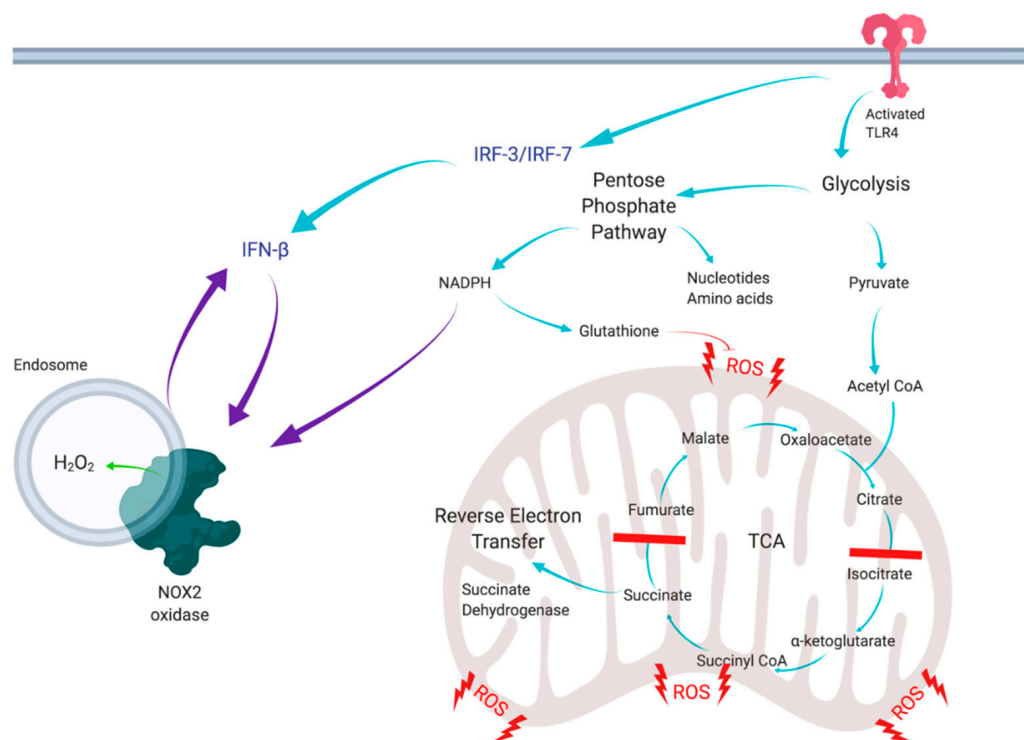 Activated
TLR4
IRF-3/IRF-7
Glycolysis
Pentose
Phosphate
Pathway
IFN-β
NADPH
Nucleotides
Amino acids
Pyruvate
Glutathione
ROS
Endosome
Acetyl CoA
Malate
Oxaloacetate
H₂O₂
Citrate
Fumurate
Reverse Electron
Transfer
TCA
Isocitrate
NOX2
oxidase
Succinate
Dehydrogenase
Succinate
α-ketoglutarate
Succinyl CoA
ROS
ROS
ROS